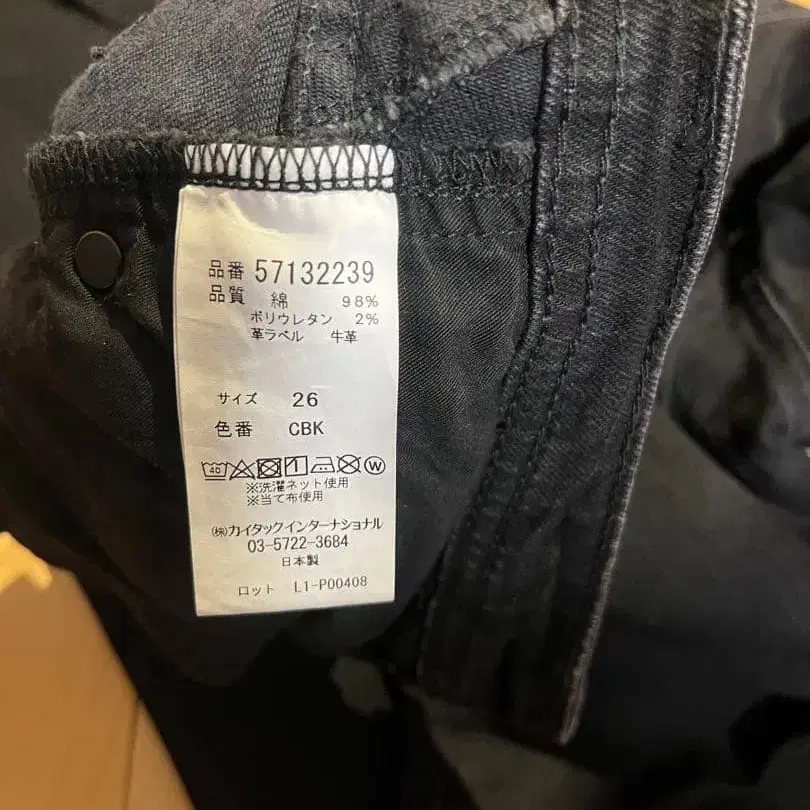 品番 57132239
品質 綿 98%
ポリウレタン 2%
革ラベル 牛革
サイズ 26
色番 CBK
40 W
※洗濯ネット使用
※当て布使用
㈱カイタックインターナショナル
03-5722-3684
日本製
ロット L1-P00408